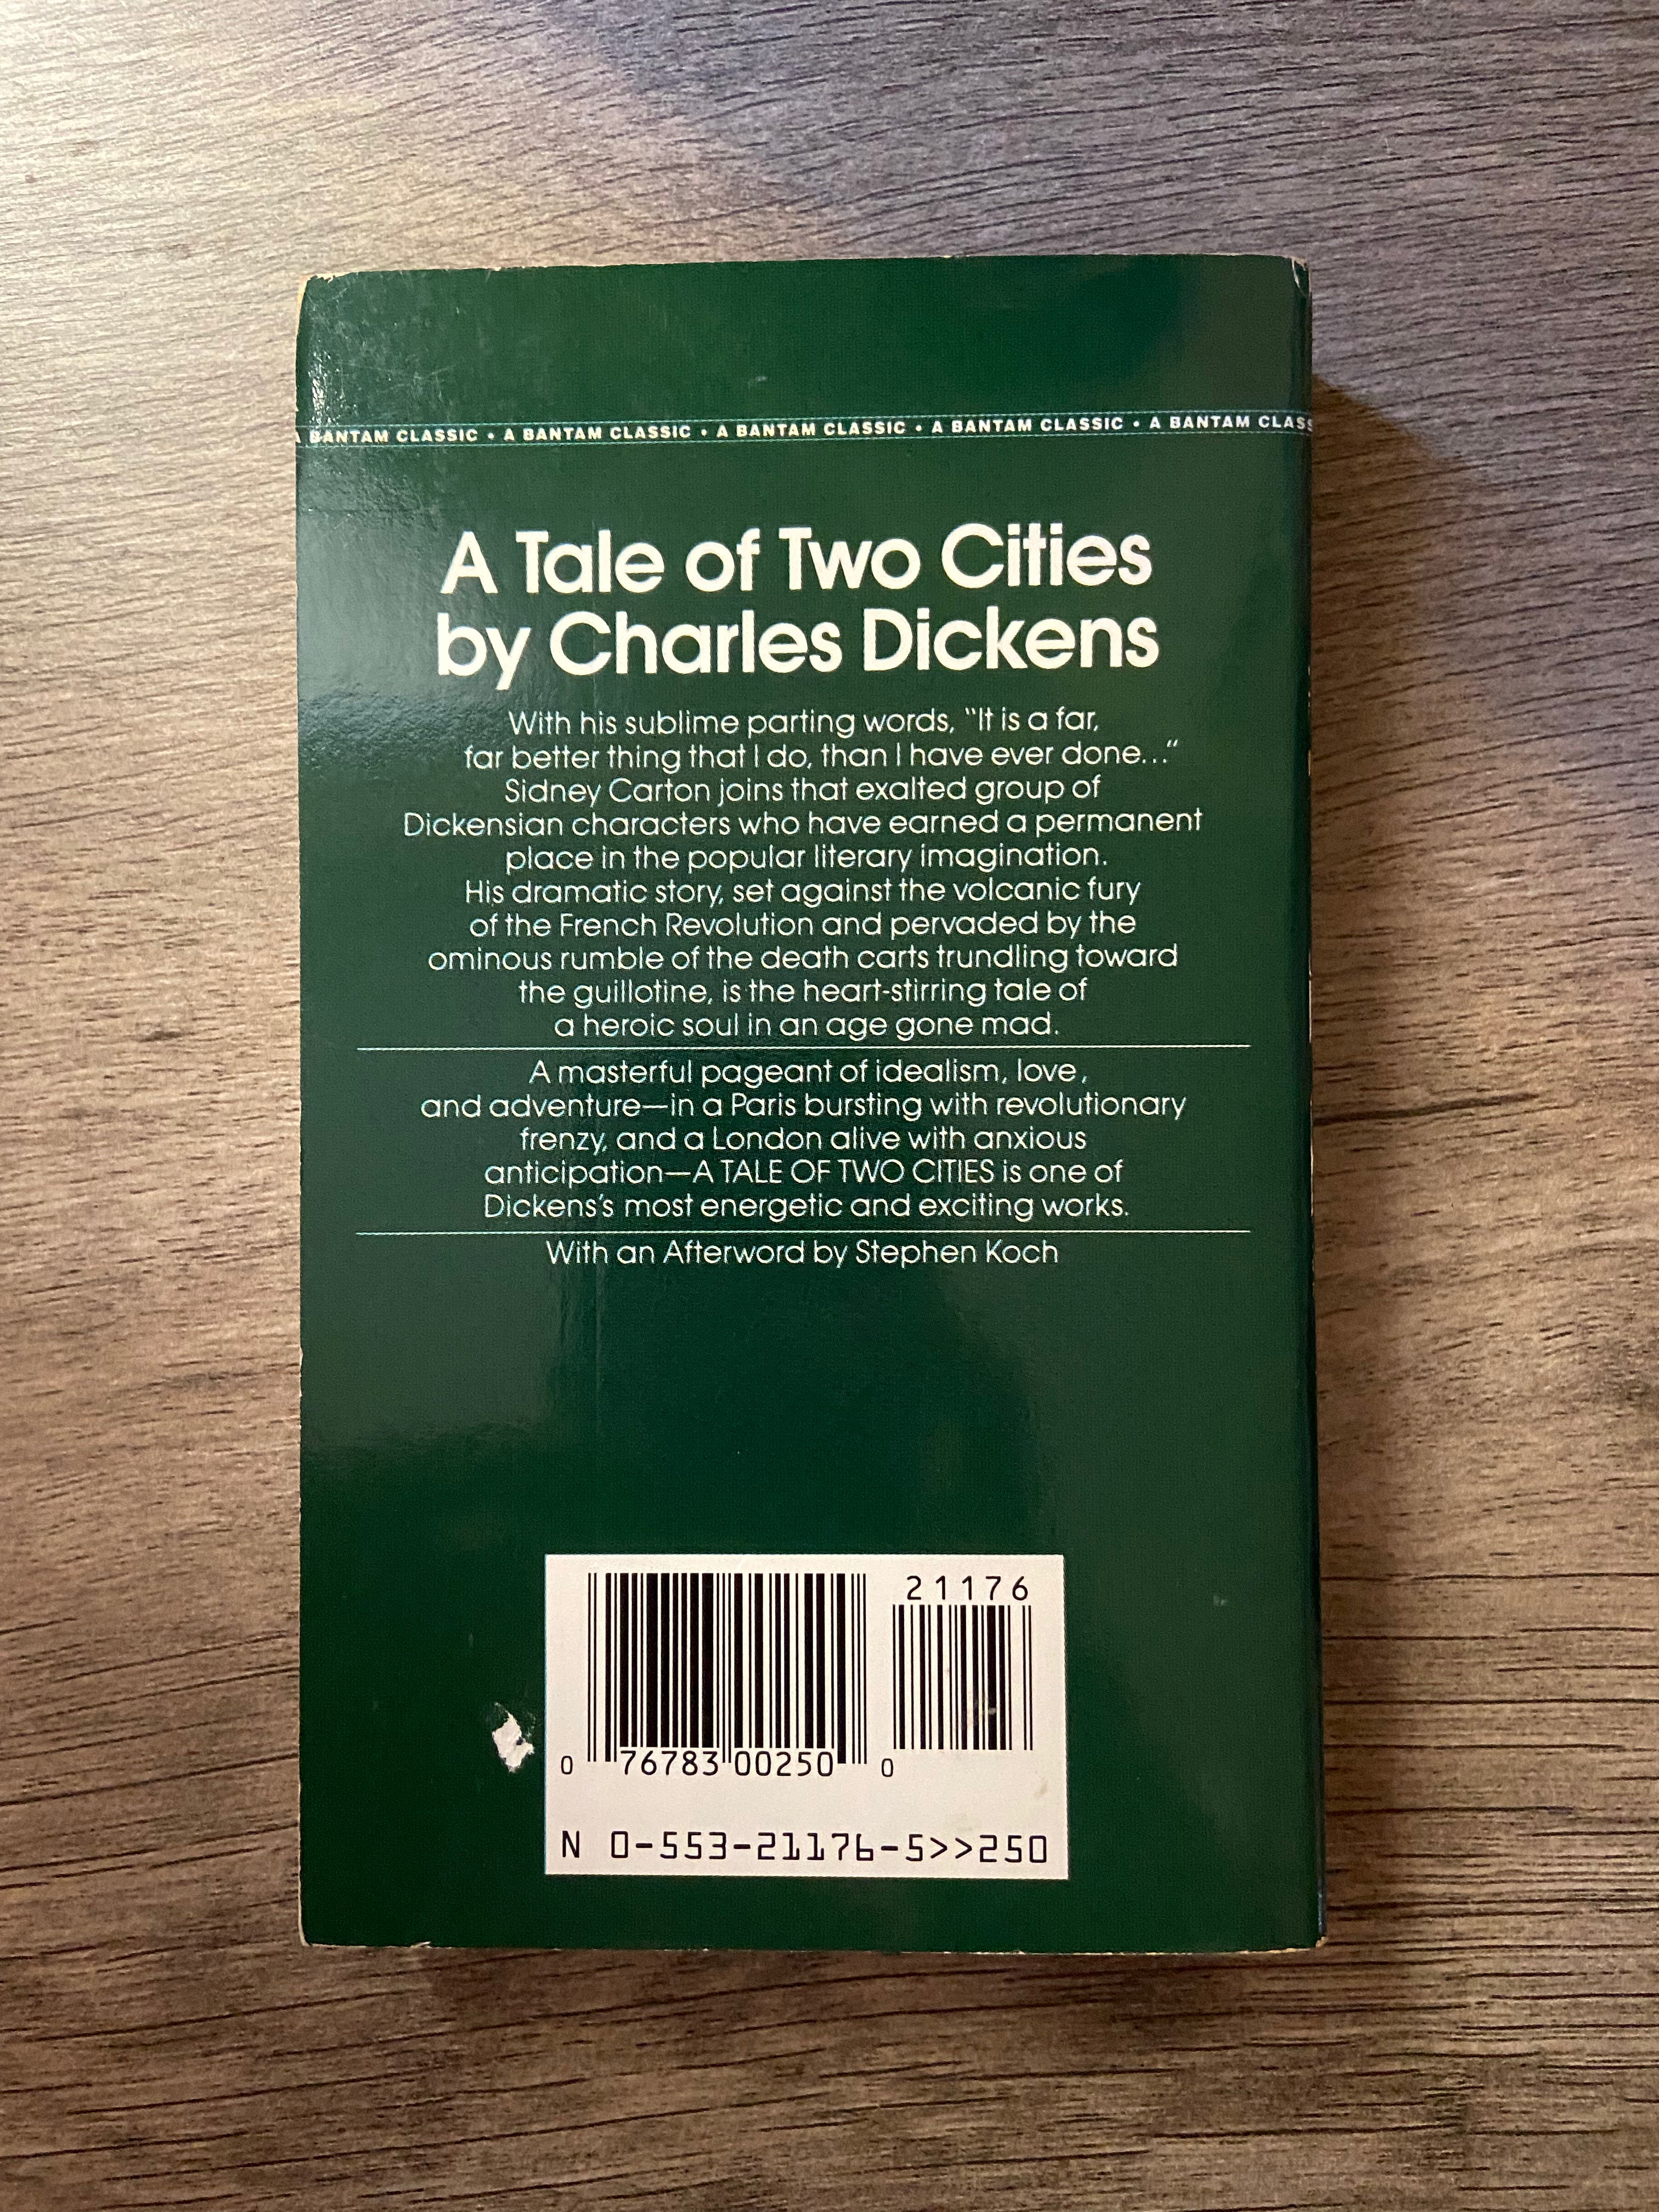 A BANTAM CLASSIC • A BANTAM CLASSIC • A BANTAM CLASSIC • A BANTAM CLASSIC • A BANTAM CLASS
A Tale of Two Cities
by Charles Dickens
With his sublime parting words, "It is a far,
far better thing that I do, than I have ever done..."
Sidney Carton joins that exalted group of
Dickensian characters who have earned a permanent
place in the popular literary imagination.
His dramatic story, set against the volcanic fury
of the French Revolution and pervaded by the
ominous rumble of the death carts trundling toward
the guillotine, is the heart-stirring tale of
a heroic soul in an age gone mad.
A masterful pageant of idealism, love,
and adventure—in a Paris bursting with revolutionary
frenzy, and a London alive with anxious
anticipation—A TALE OF TWO CITIES is one of
Dickens's most energetic and exciting works.
With an Afterword by Stephen Koch
21176
0 76783 00250 0
N 0-553-21176-5>>250